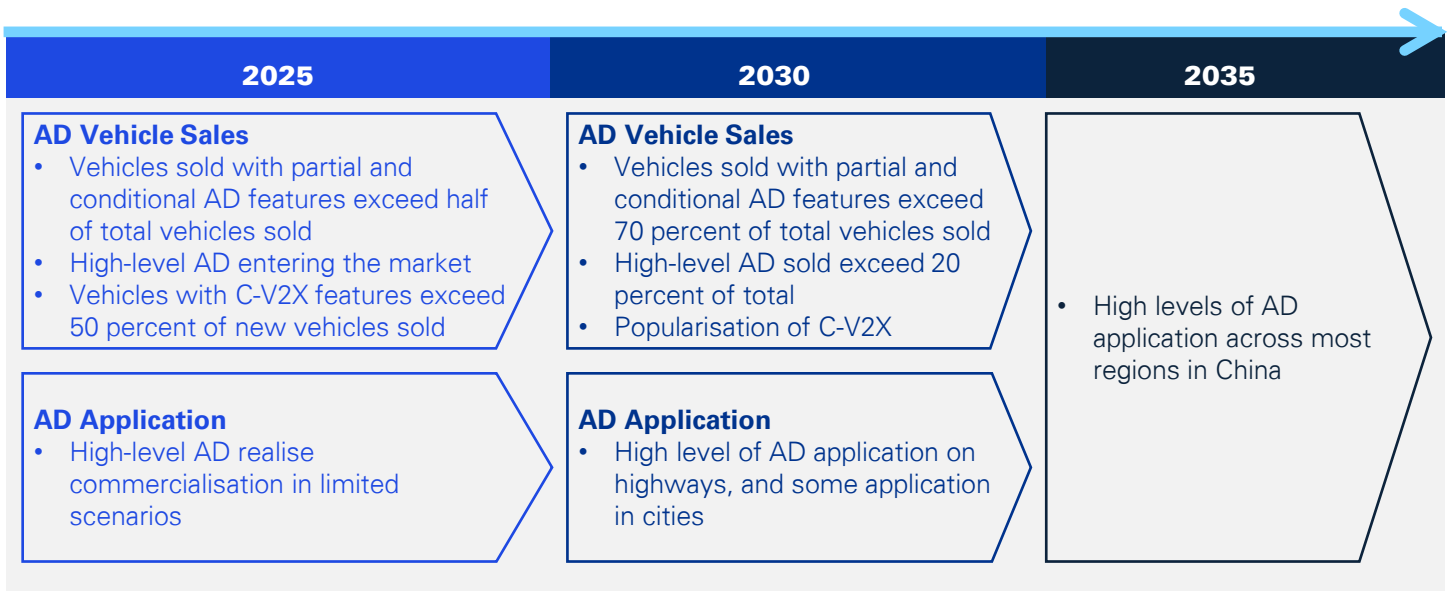 2025
2030
2035
AD Vehicle Sales
• Vehicles sold with partial and
conditional AD features exceed half
of total vehicles sold
• High-level AD entering the market
• Vehicles with C-V2X features exceed
50 percent of new vehicles sold
AD Application
• High-level AD realise
commercialisation in limited
scenarios
AD Vehicle Sales
• Vehicles sold with partial and
conditional AD features exceed
70 percent of total vehicles sold
• High-level AD sold exceed 20
percent of total
• Popularisation of C-V2X
AD Application
• High level of AD application on
highways, and some application
in cities
• High levels of AD
application across most
regions in China